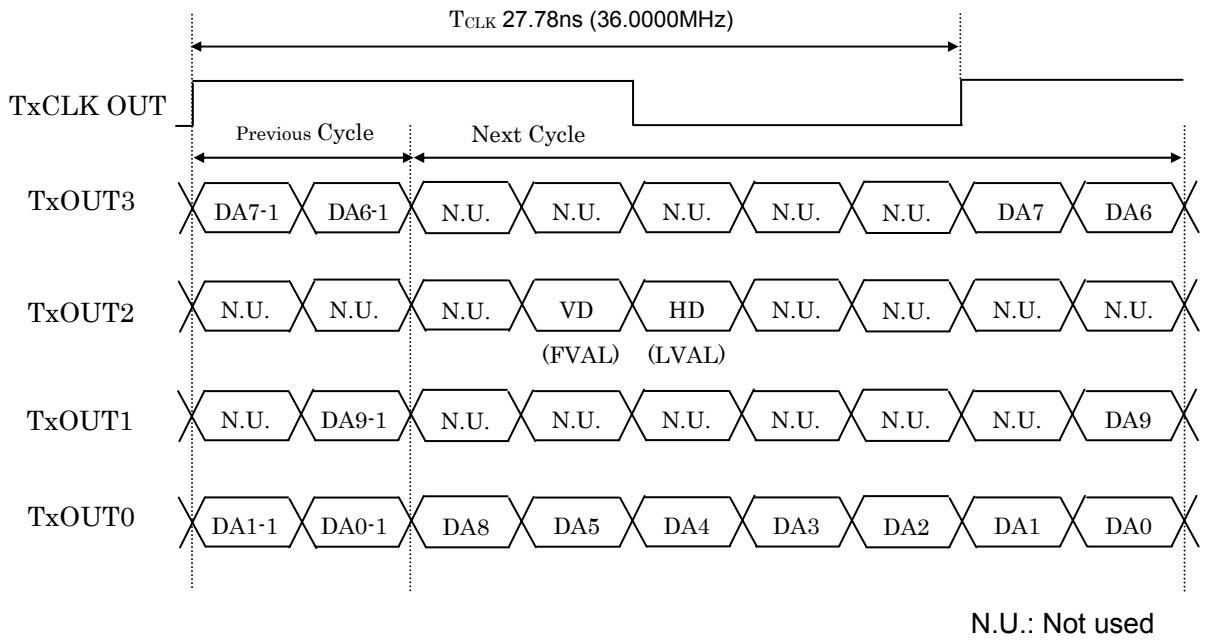 TCLK 27.78ns (36.0000MHz)
TxCLK OUT
Previous Cycle Next Cycle
TxOUT3 DA7-1 DA6-1 N.U. N.U. N.U. N.U. N.U. DA7 DA6
TxOUT2 N.U. N.U. N.U. VD HD N.U. N.U. N.U. N.U.
(FVAL) (LVAL)
TxOUT1 N.U. DA9-1 N.U. N.U. N.U. N.U. N.U. N.U. DA9
TxOUT0 DA1-1 DA0-1 DA8 DA5 DA4 DA3 DA2 DA1 DA0
N.U.: Not used